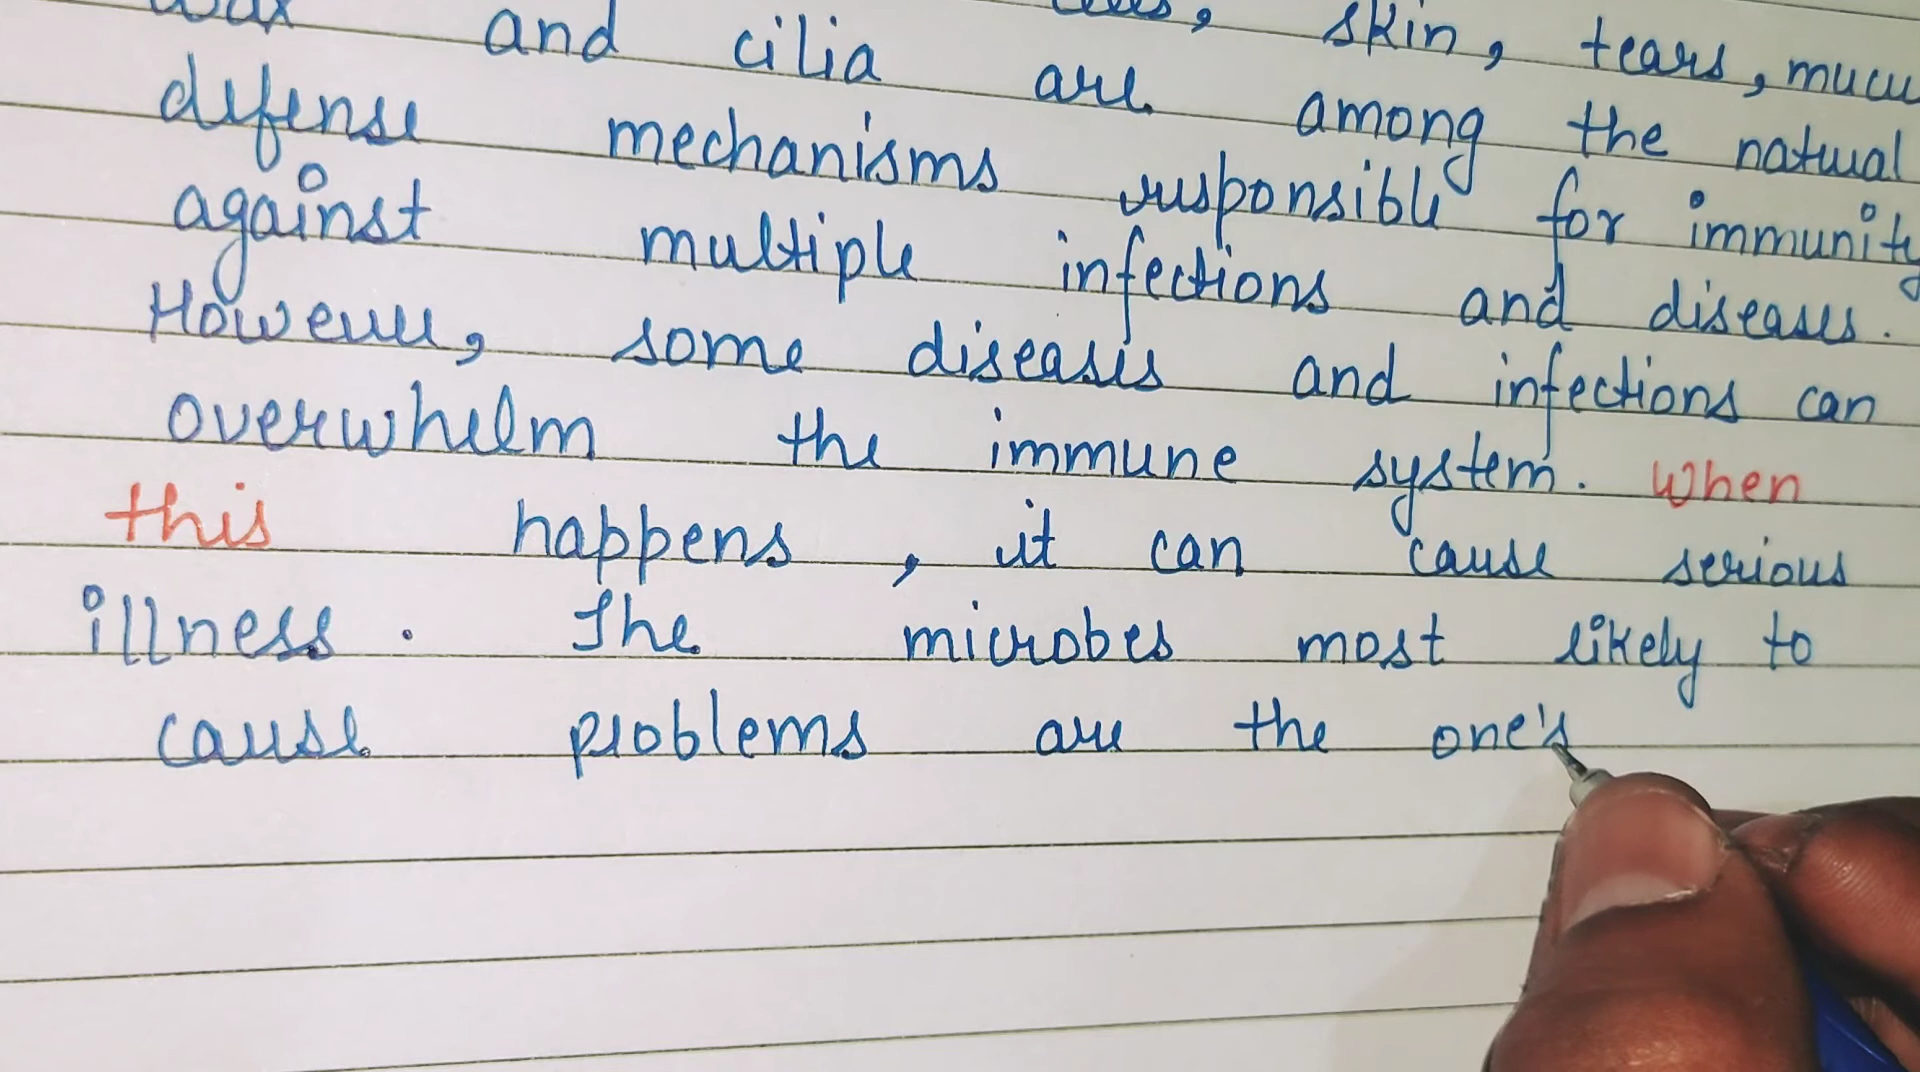 wax and cilia are among the natural
defense mechanisms responsible for immunity
against multiple infections and diseases.
However, some diseases and infections can
overwhelm the immune system. When
this happens, it can cause serious
illness. The microbes most likely to
cause problems are the one's